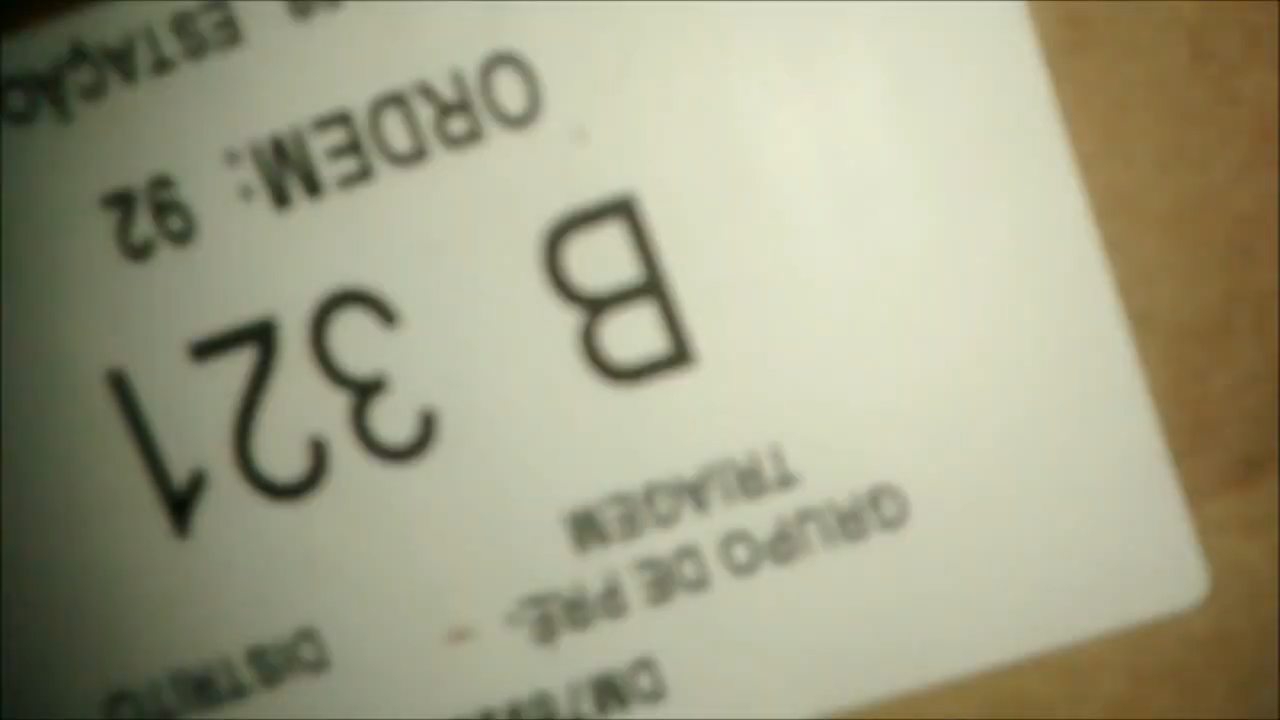 DISTRITO
GRUPO DE PRÉ-
TRIAGEM
B 321
ORDEM: 92
ESTAÇÃO